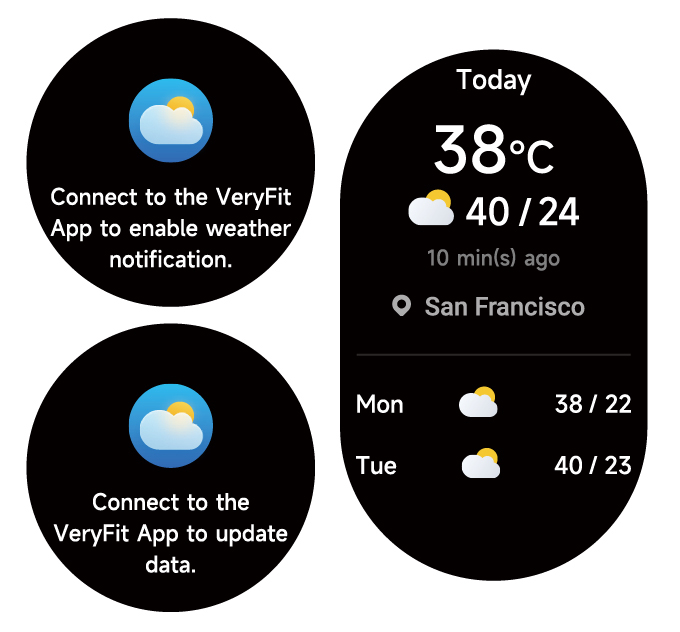 Connect to the VeryFit
App to enable weather
notification.
Connect to the
VeryFit App to update
data.
Today
38°C
40 / 24
10 min(s) ago
San Francisco
Mon 38 / 22
Tue 40 / 23